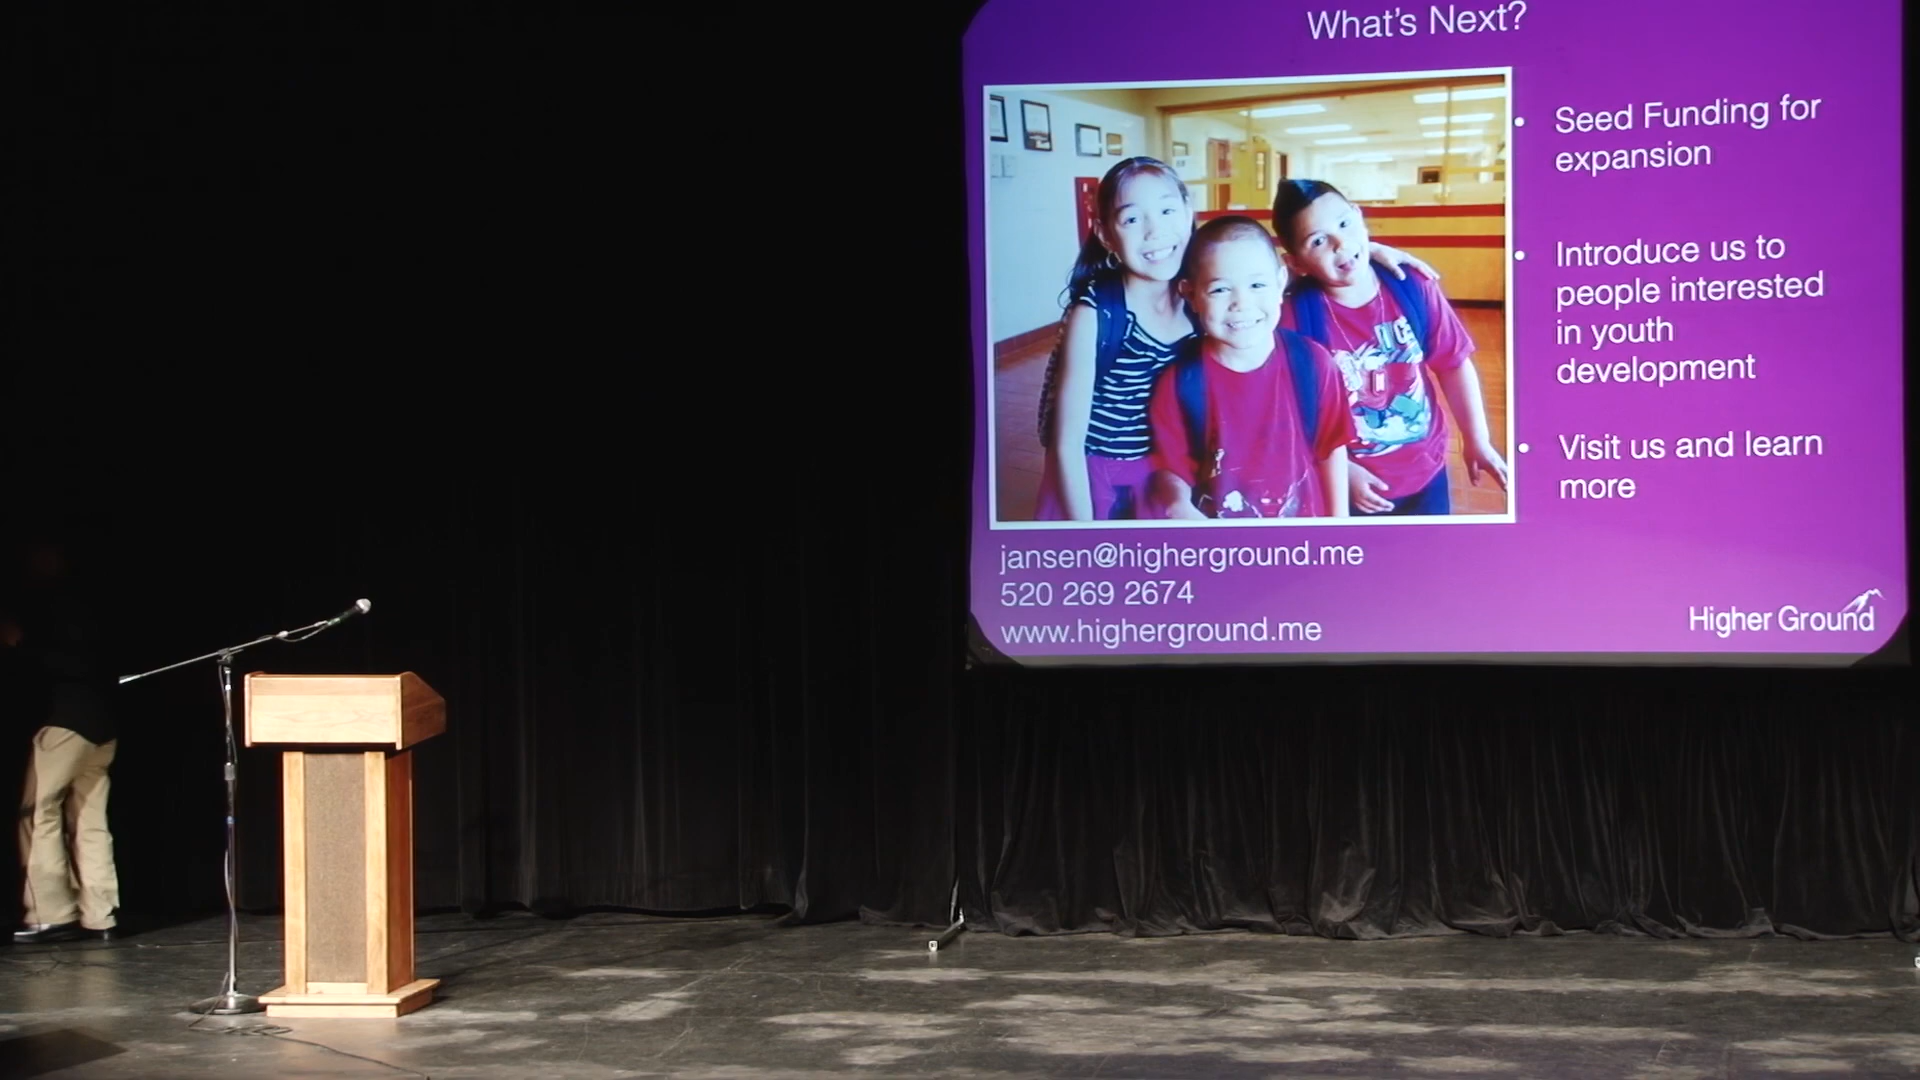 What's Next?
• Seed Funding for
expansion
• Introduce us to
people interested
in youth
development
• Visit us and learn
more
jansen@higherground.me
520 269 2674
www.higherground.me
Higher Ground